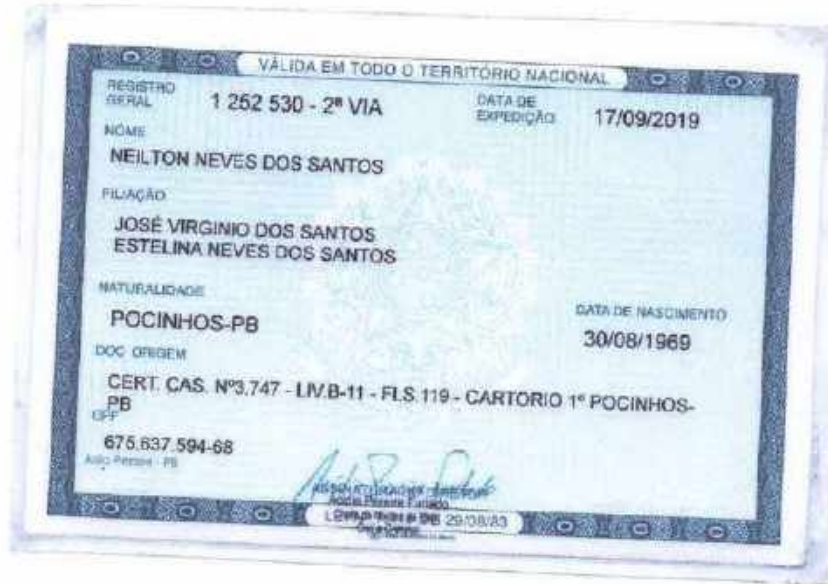 VÁLIDA EM TODO O TERRITÓRIO NACIONAL
REGISTRO GERAL 1 252 530 - 2ª VIA DATA DE EXPEDIÇÃO 17/09/2019
NOME
NEILTON NEVES DOS SANTOS
FILIAÇÃO
JOSÉ VIRGINIO DOS SANTOS
ESTELINA NEVES DOS SANTOS
NATURALIDADE DATA DE NASCIMENTO
POCINHOS-PB 30/08/1969
DOC ORIGEM
CERT. CAS. Nº3.747 - LIV.B-11 - FLS.119 - CARTORIO 1º POCINHOS-
PB
CPF
675.637.594-68
Pessoa - PB
29/08/83